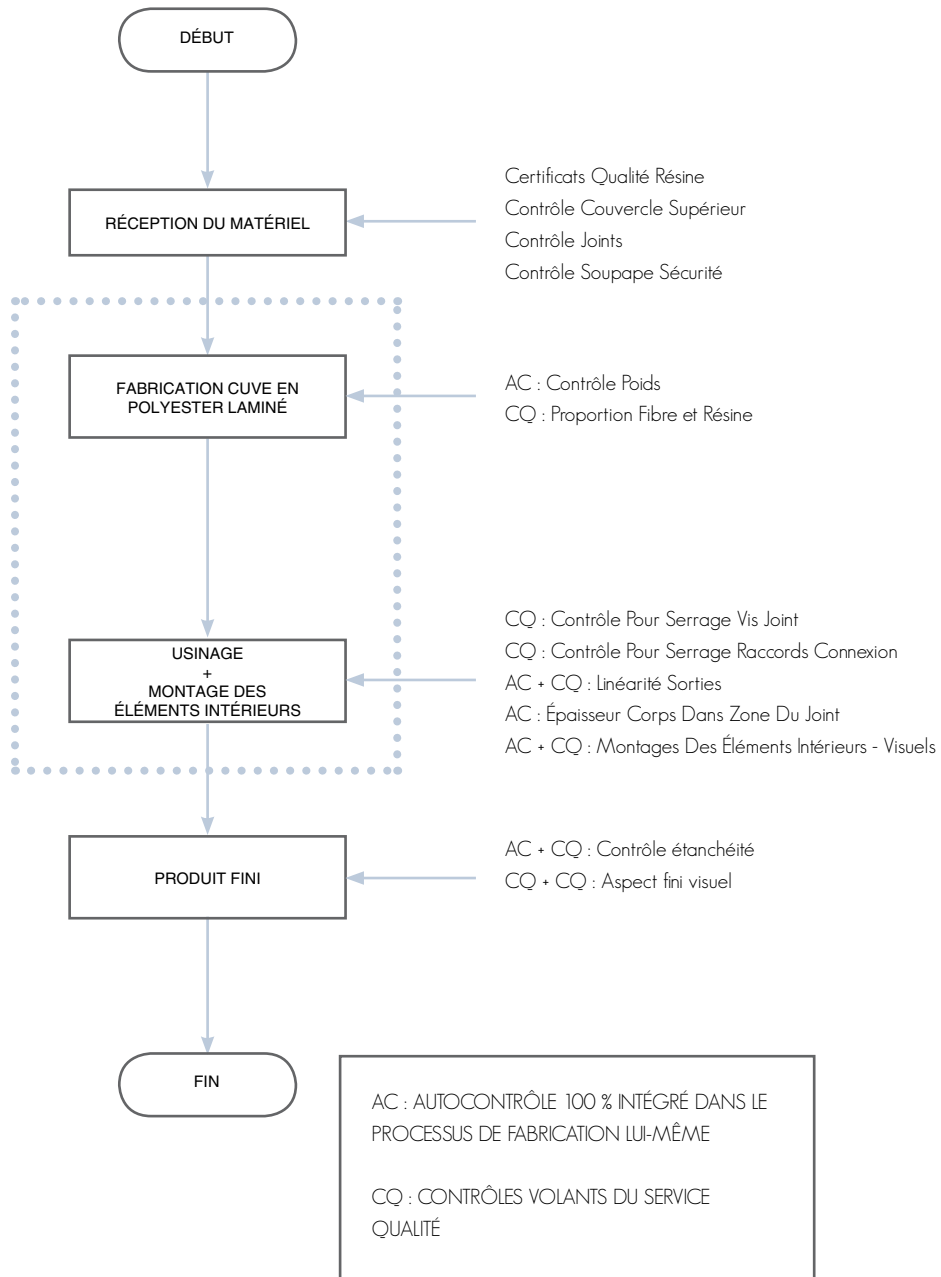 DÉBUT
RÉCEPTION DU MATÉRIEL
Certificats Qualité Résine
Contrôle Couvercle Supérieur
Contrôle Joints
Contrôle Soupape Sécurité
FABRICATION CUVE EN
POLYESTER LAMINÉ
AC : Contrôle Poids
CQ : Proportion Fibre et Résine
USINAGE
+
MONTAGE DES
ÉLÉMENTS INTÉRIEURS
CQ : Contrôle Pour Serrage Vis Joint
CQ : Contrôle Pour Serrage Raccords Connexion
AC + CQ : Linéarité Sorties
AC : Épaisseur Corps Dans Zone Du Joint
AC + CQ : Montages Des Éléments Intérieurs - Visuels
PRODUIT FINI
AC + CQ : Contrôle étanchéité
CQ + CQ : Aspect fini visuel
FIN
AC : AUTOCONTRÔLE 100 % INTÉGRÉ DANS LE
PROCESSUS DE FABRICATION LUI-MÊME
CQ : CONTRÔLES VOLANTS DU SERVICE
QUALITÉ